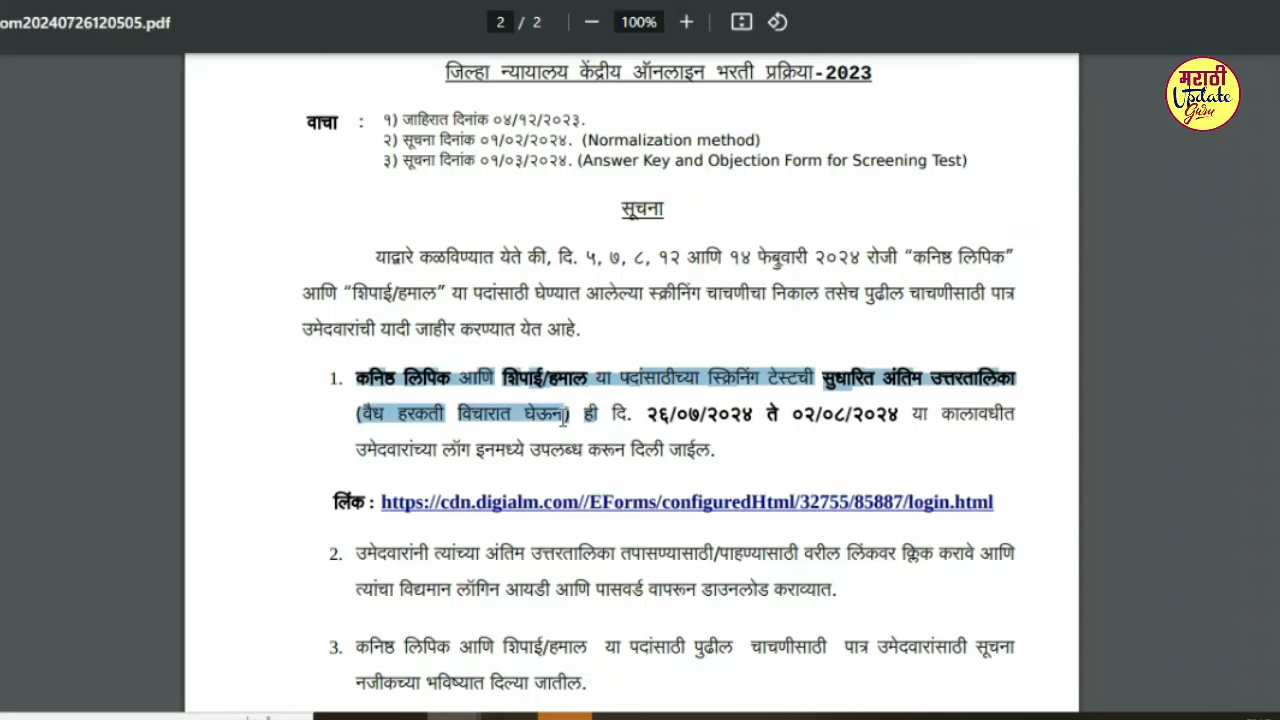 om20240726120505.pdf
2 / 2
100%
मराठी
Update
Guru
जिल्हा न्यायालय केंद्रीय ऑनलाइन भरती प्रक्रिया-2023
वाचा : १) जाहिरात दिनांक ०४/१२/२०२३.
२) सूचना दिनांक ०१/०२/२०२४. (Normalization method)
३) सूचना दिनांक ०१/०३/२०२४. (Answer Key and Objection Form for Screening Test)
सूचना
याद्वारे कळविण्यात येते की, दि. ५, ७, ८, १२ आणि १४ फेब्रुवारी २०२४ रोजी “कनिष्ठ लिपिक”
आणि “शिपाई/हमाल” या पदांसाठी घेण्यात आलेल्या स्क्रीनिंग चाचणीचा निकाल तसेच पुढील चाचणीसाठी पात्र
उमेदवारांची यादी जाहीर करण्यात येत आहे.
1. कनिष्ठ लिपिक आणि शिपाई/हमाल या पदांसाठीच्या स्क्रिनिंग टेस्टची सुधारित अंतिम उत्तरतालिका
(वैध हरकती विचारात घेऊन) ही दि. २६/०७/२०२४ ते ०२/०८/२०२४ या कालावधीत
उमेदवारांच्या लॉग इनमध्ये उपलब्ध करून दिली जाईल.
लिंक : https://cdn.digialm.com//EForms/configuredHtml/32755/85887/login.html
2. उमेदवारांनी त्यांच्या अंतिम उत्तरतालिका तपासण्यासाठी/पाहण्यासाठी वरील लिंकवर क्लिक करावे आणि
त्यांचा विद्यमान लॉगिन आयडी आणि पासवर्ड वापरून डाउनलोड कराव्यात.
3. कनिष्ठ लिपिक आणि शिपाई/हमाल या पदांसाठी पुढील चाचणीसाठी पात्र उमेदवारांसाठी सूचना
नजीकच्या भविष्यात दिल्या जातील.